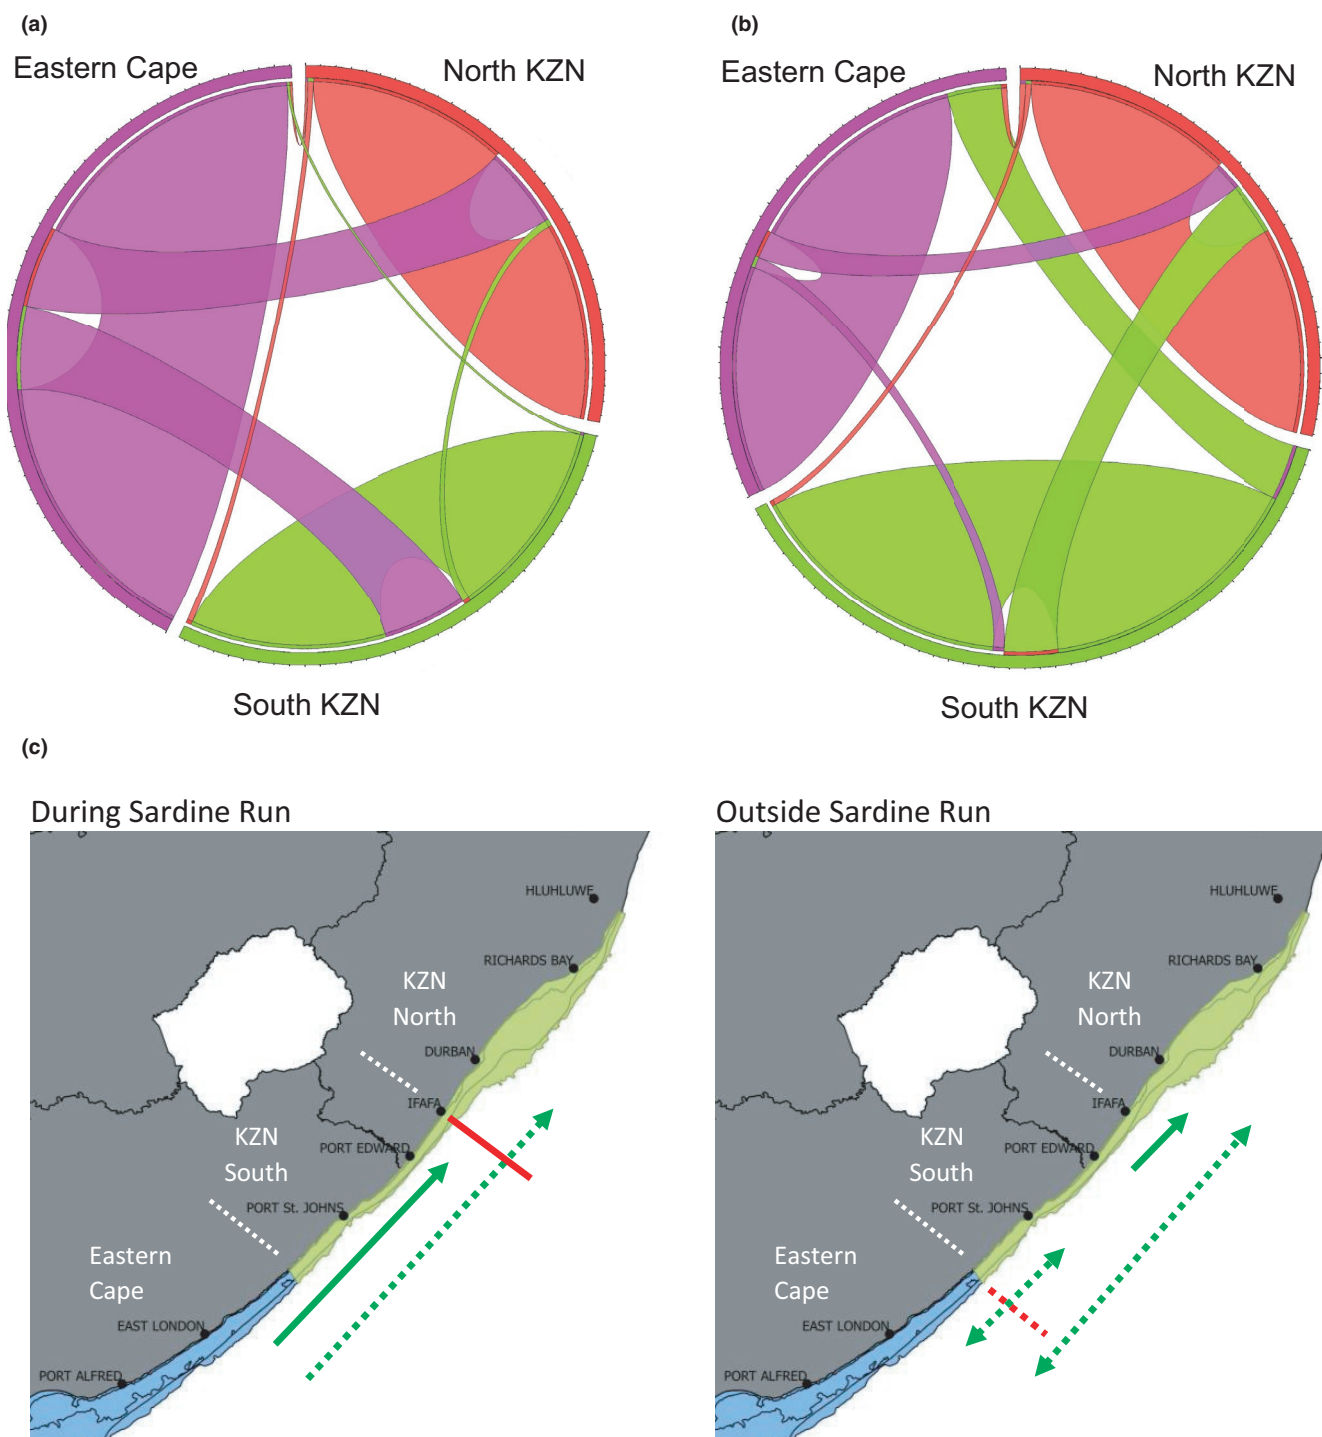 (a)
(b)
Eastern Cape
North KZN
Eastern Cape
North KZN
South KZN
South KZN
(c)
During Sardine Run
Outside Sardine Run
HLUHLUWE
RICHARDS BAY
KZN
North
DURBAN
IFAFA
KZN
South
PORT EDWARD
PORT St. JOHNS
Eastern
Cape
EAST LONDON
PORT ALFRED
HLUHLUWE
RICHARDS BAY
KZN
North
DURBAN
IFAFA
KZN
South
PORT EDWARD
PORT St. JOHNS
Eastern
Cape
EAST LONDON
PORT ALFRED